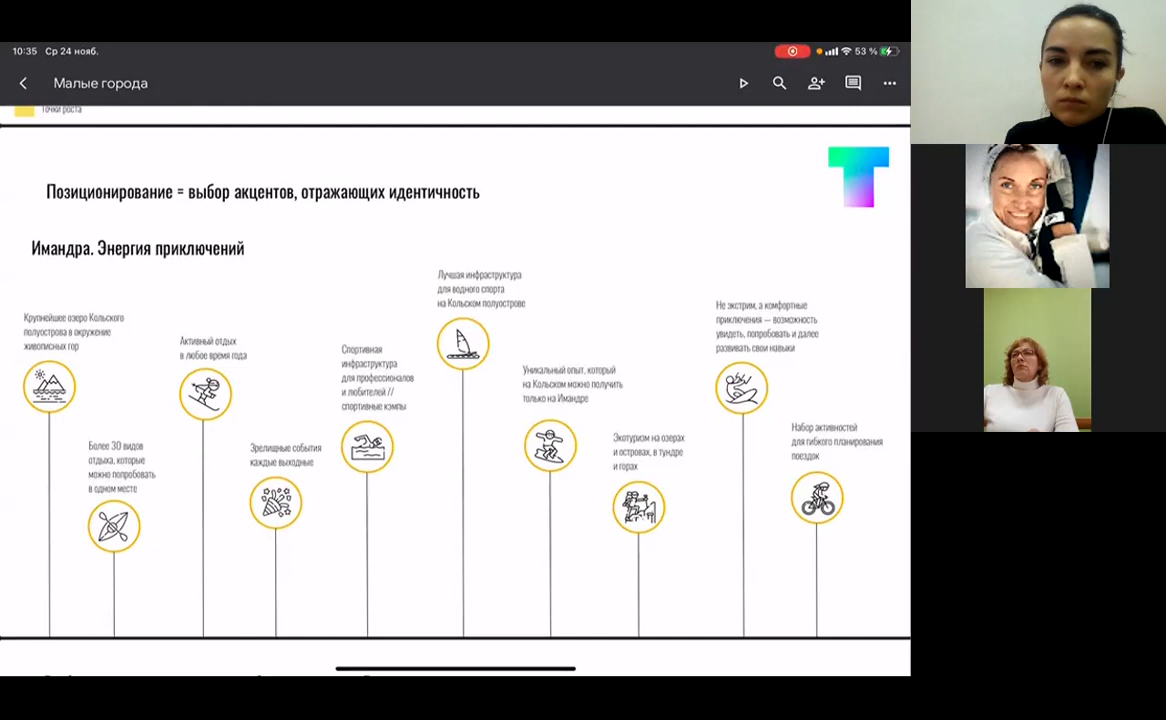 10:35 Ср 24 нояб.
53 %
Малые города
Точки роста
Позиционирование = выбор акцентов, отражающих идентичность
Имандра. Энергия приключений
Крупнейшее озеро Кольского
полуострова в окружение
живописных гор
Более 30 видов
отдыха, которые
можно попробовать
в одном месте
Активный отдых
в любое время года
Зрелищные события
каждые выходные
Спортивная
инфраструктура
для профессионалов
и любителей //
спортивные кэмпы
Лучшая инфраструктура
для водного спорта
на Кольском полуострове
Уникальный опыт, который
на Кольском можно получить
только на Имандре
Экотуризм на озерах
и островах, в тундре
и горах
Не экстрим, а комфортные
приключения — возможность
увидеть, попробовать и далее
развивать свои навыки
Набор активностей
для гибкого планирования
поездок